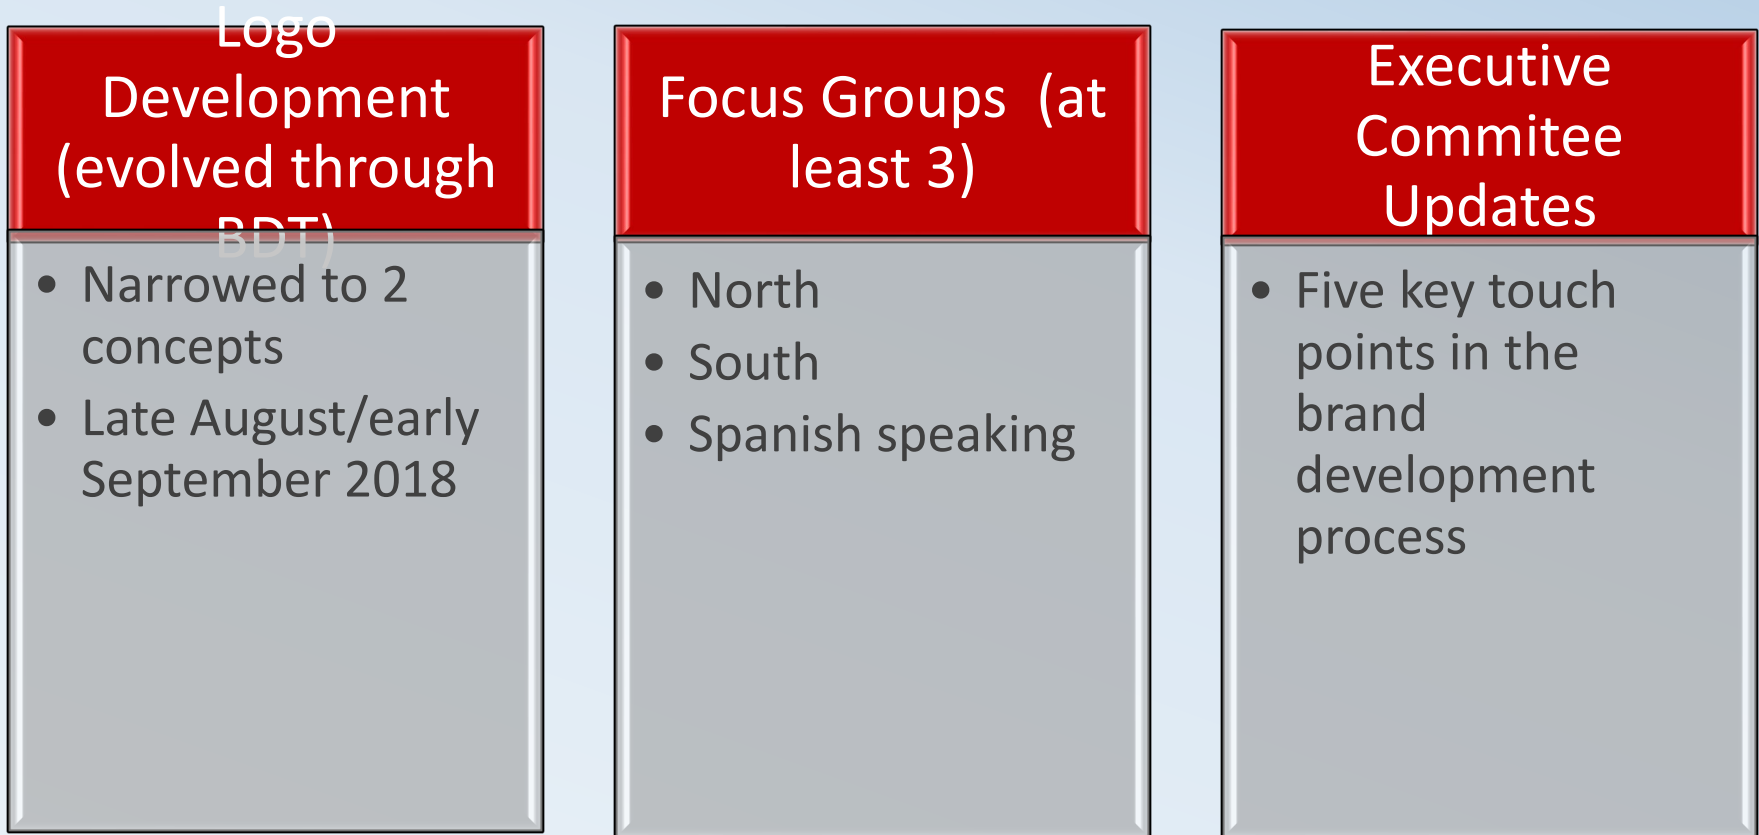 Logo
Development
(evolved through
BDT)
• Narrowed to 2
concepts
• Late August/early
September 2018
Focus Groups  (at
least 3)
• North
• South
• Spanish speaking
Executive
Commitee
Updates
• Five key touch
points in the
brand
development
process